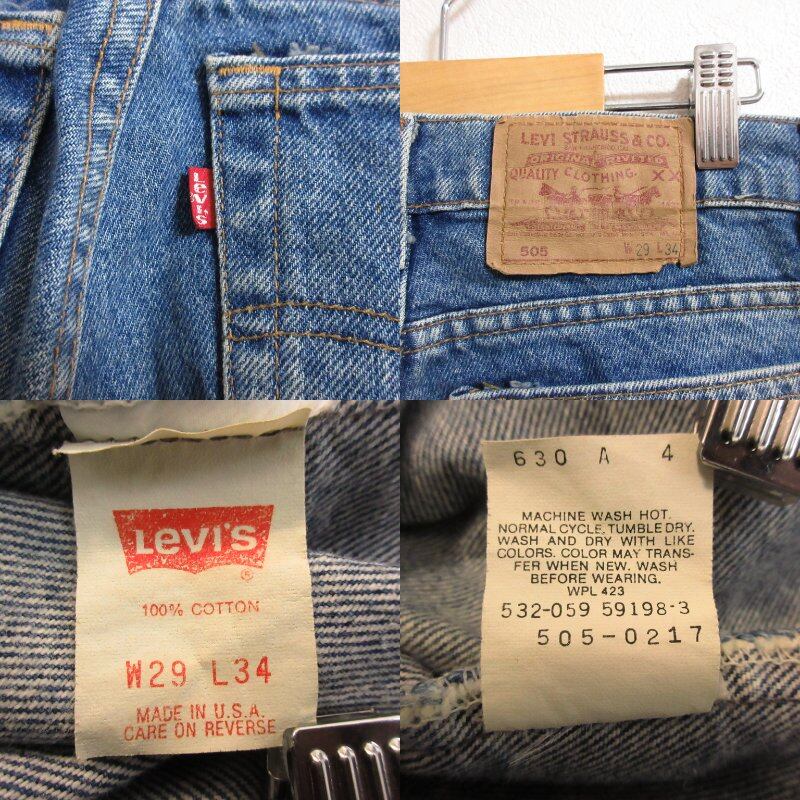 LEVI'S
LEVI STRAUSS & CO.
ORIGINAL RIVETED
QUALITY CLOTHING. XX
505 W 29 L 34
LEVI'S
®
100% COTTON
W29 L34
MADE IN U.S.A.
CARE ON REVERSE
630 A 4
MACHINE WASH HOT.
NORMAL CYCLE. TUMBLE DRY.
WASH AND DRY WITH LIKE
COLORS. COLOR MAY TRANS-
FER WHEN NEW. WASH
BEFORE WEARING.
WPL 423
532-059 59198-3
505-0217